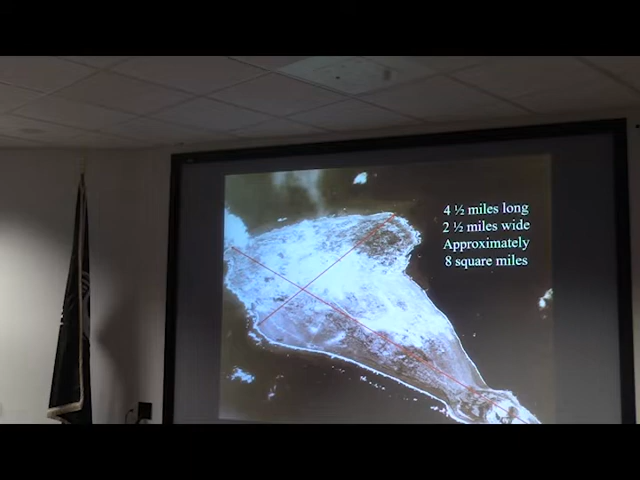 4 ½ miles long
2 ½ miles wide
Approximately
8 square miles